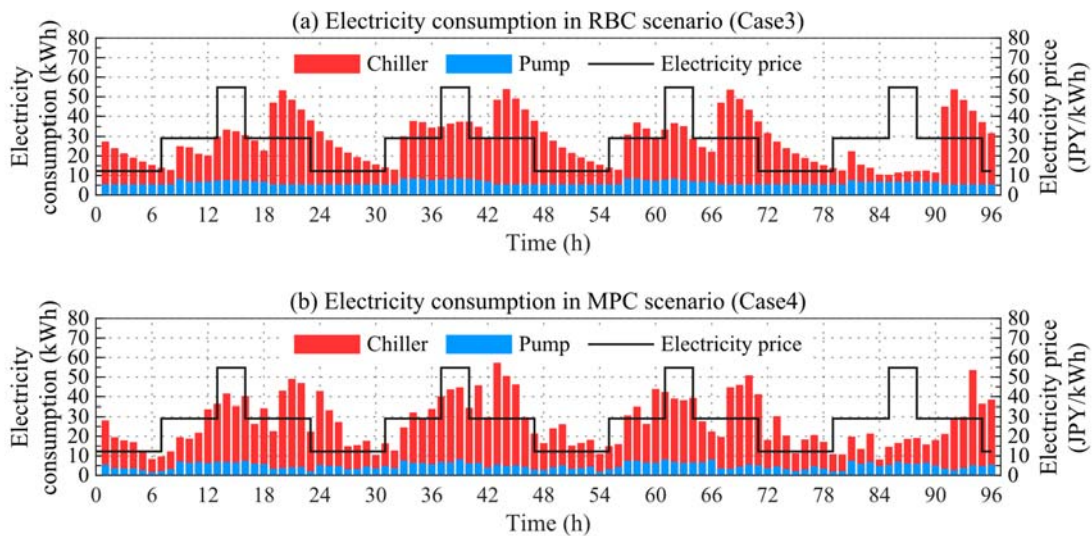 (a) Electricity consumption in RBC scenario (Case3)
Electricity
consumption (kWh)
80
70
60
50
40
30
20
10
0
Chiller Pump Electricity price
80
70
60
50
40
30
20
10
0
Electricity price
(JPY/kWh)
0 6 12 18 24 30 36 42 48 54 60 66 72 78 84 90 96
Time (h)
(b) Electricity consumption in MPC scenario (Case4)
Electricity
consumption (kWh)
80
70
60
50
40
30
20
10
0
Chiller Pump Electricity price
80
70
60
50
40
30
20
10
0
Electricity price
(JPY/kWh)
0 6 12 18 24 30 36 42 48 54 60 66 72 78 84 90 96
Time (h)